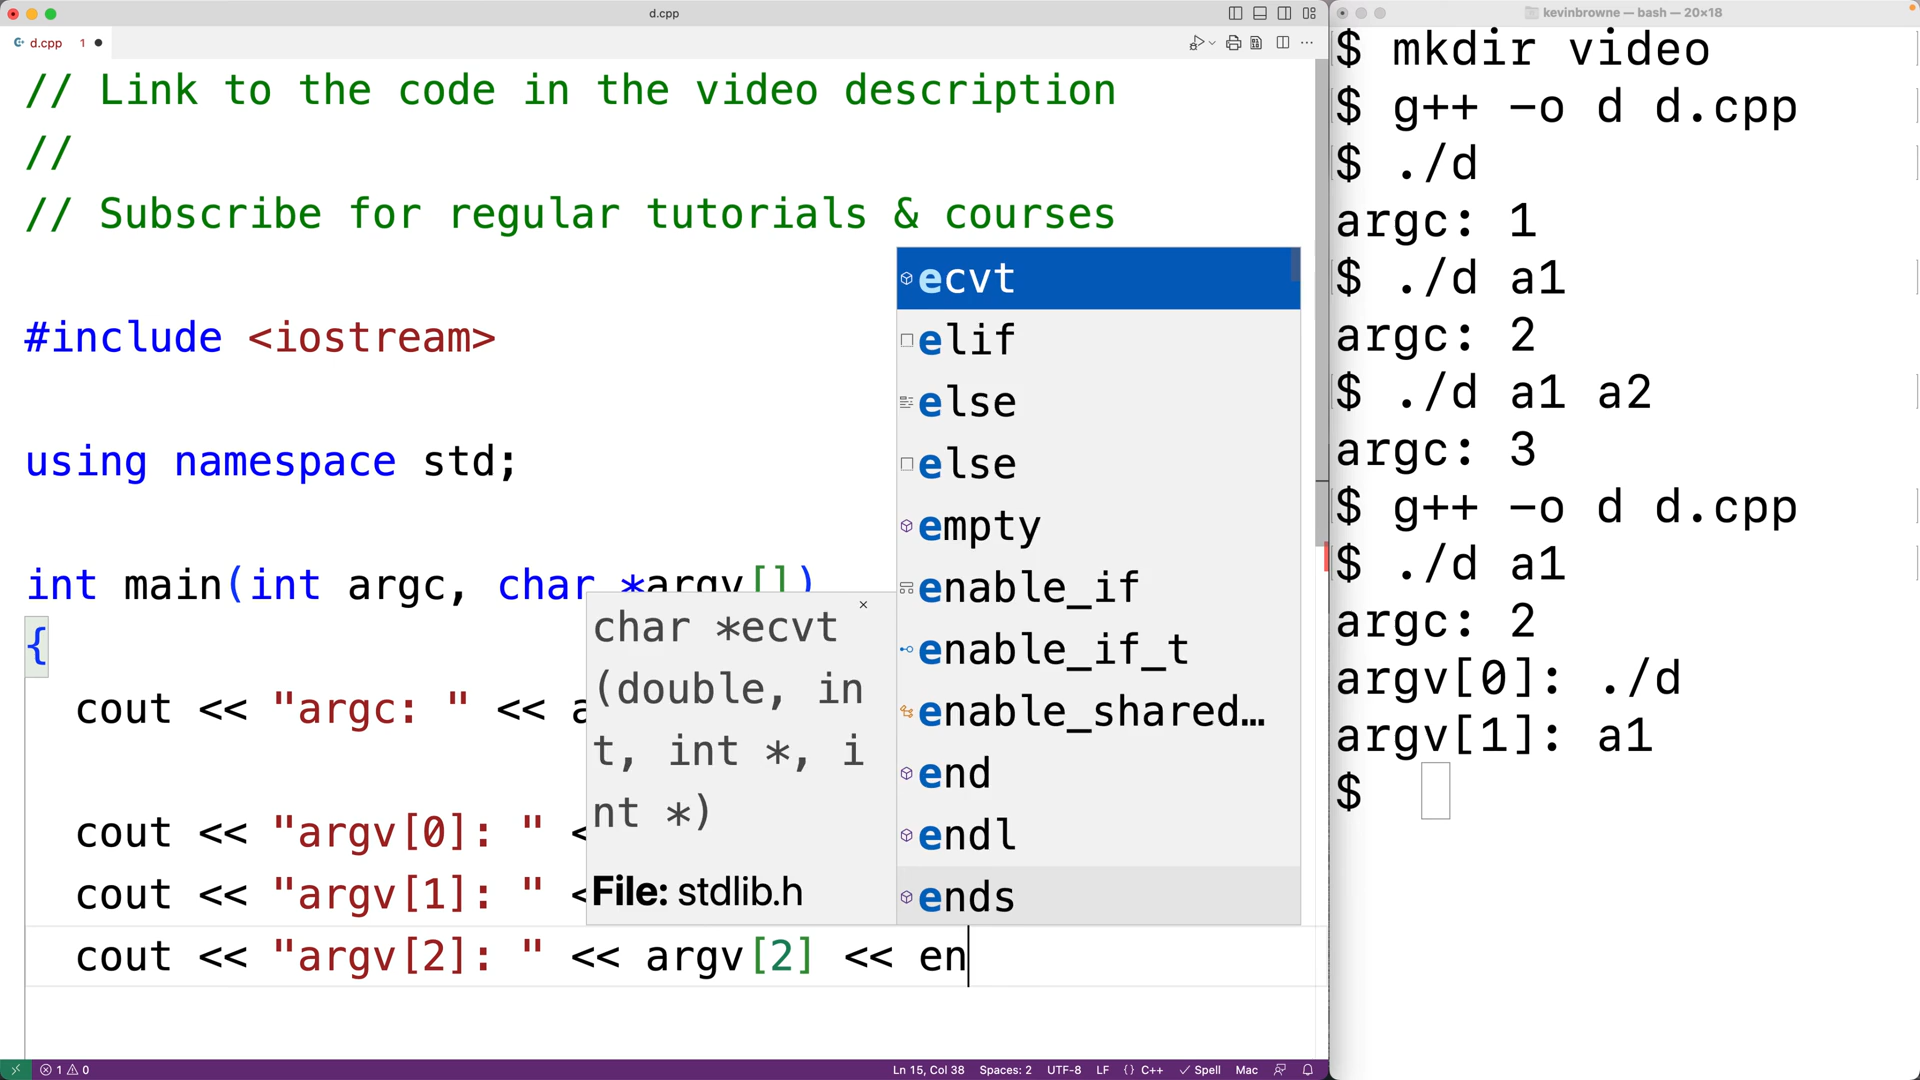 d.cpp
d.cpp 1
// Link to the code in the video description
//
// Subscribe for regular tutorials & courses
#include <iostream>
using namespace std;
int main(int argc, char *argv[])
{
cout << "argc: " << a
cout << "argv[0]: " <
cout << "argv[1]: " <
cout << "argv[2]: " << argv[2] << en
char *ecvt
(double, in
t, int *, i
nt *)
File: stdlib.h
ecvt
elif
else
else
empty
enable_if
enable_if_t
enable_shared…
end
endl
ends
1 0
Ln 15, Col 38 Spaces: 2 UTF-8 LF {} C++ Spell Mac
kevinbrowne — bash — 20×18
$ mkdir video
$ g++ -o d d.cpp
$ ./d
argc: 1
$ ./d a1
argc: 2
$ ./d a1 a2
argc: 3
$ g++ -o d d.cpp
$ ./d a1
argc: 2
argv[0]: ./d
argv[1]: a1
$